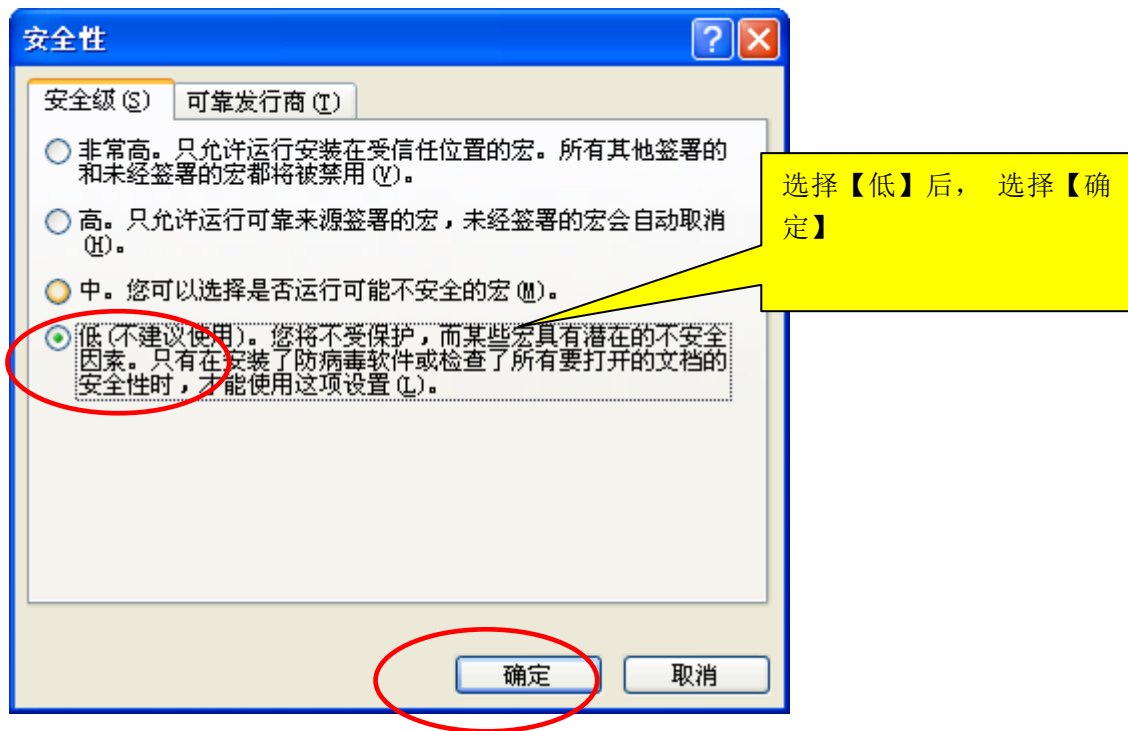 安全性
安全级(S) 可靠发行商(T)
非常高。只允许运行安装在受信任位置的宏。所有其他签署的
和未经签署的宏都将被禁用(V)。
高。只允许运行可靠来源签署的宏,未经签署的宏会自动取消
(H)。
中。您可以选择是否运行可能不安全的宏(M)。
低(不建议使用)。您将不受保护,而某些宏具有潜在的不安全
因素。只有在安装了防病毒软件或检查了所有要打开的文档的
安全性时,才能使用这项设置(L)。
选择【低】后, 选择【确
定】
确定 取消